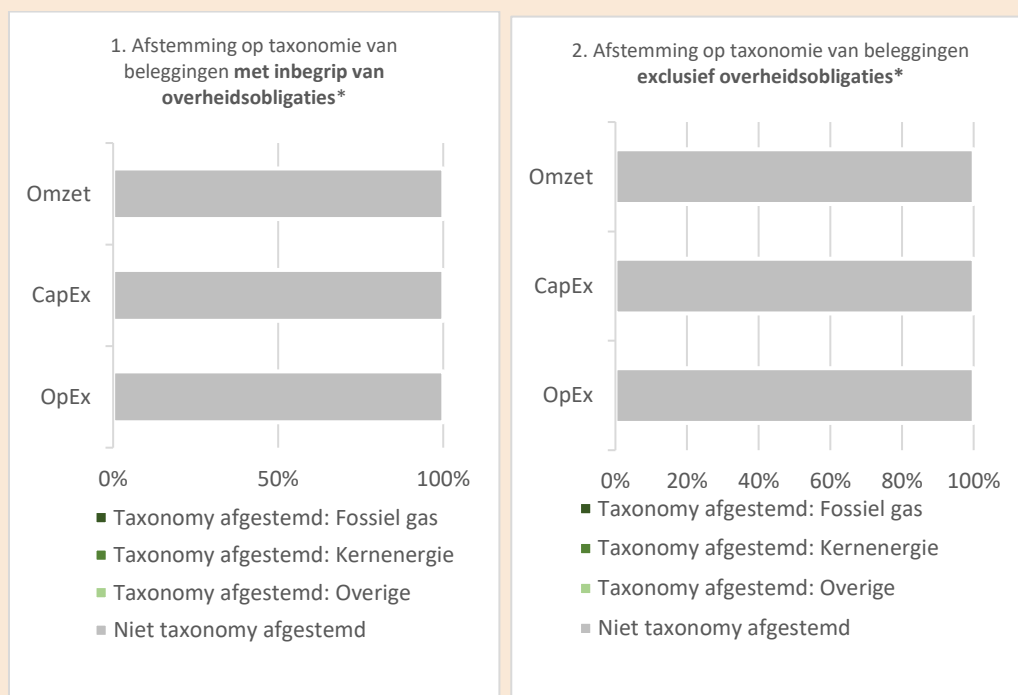 1. Afstemming op taxonomie van
beleggingen met inbegrip van
overheidsobligaties*
Omzet
CapEx
OpEx
0% 50% 100%
Taxonomy afgestemd: Fossiel gas
Taxonomy afgestemd: Kernenergie
Taxonomy afgestemd: Overige
Niet taxonomy afgestemd
2. Afstemming op taxonomie van beleggingen
exclusief overheidsobligaties*
Omzet
CapEx
OpEx
0% 20% 40% 60% 80% 100%
Taxonomy afgestemd: Fossiel gas
Taxonomy afgestemd: Kernenergie
Taxonomy afgestemd: Overige
Niet taxonomy afgestemd